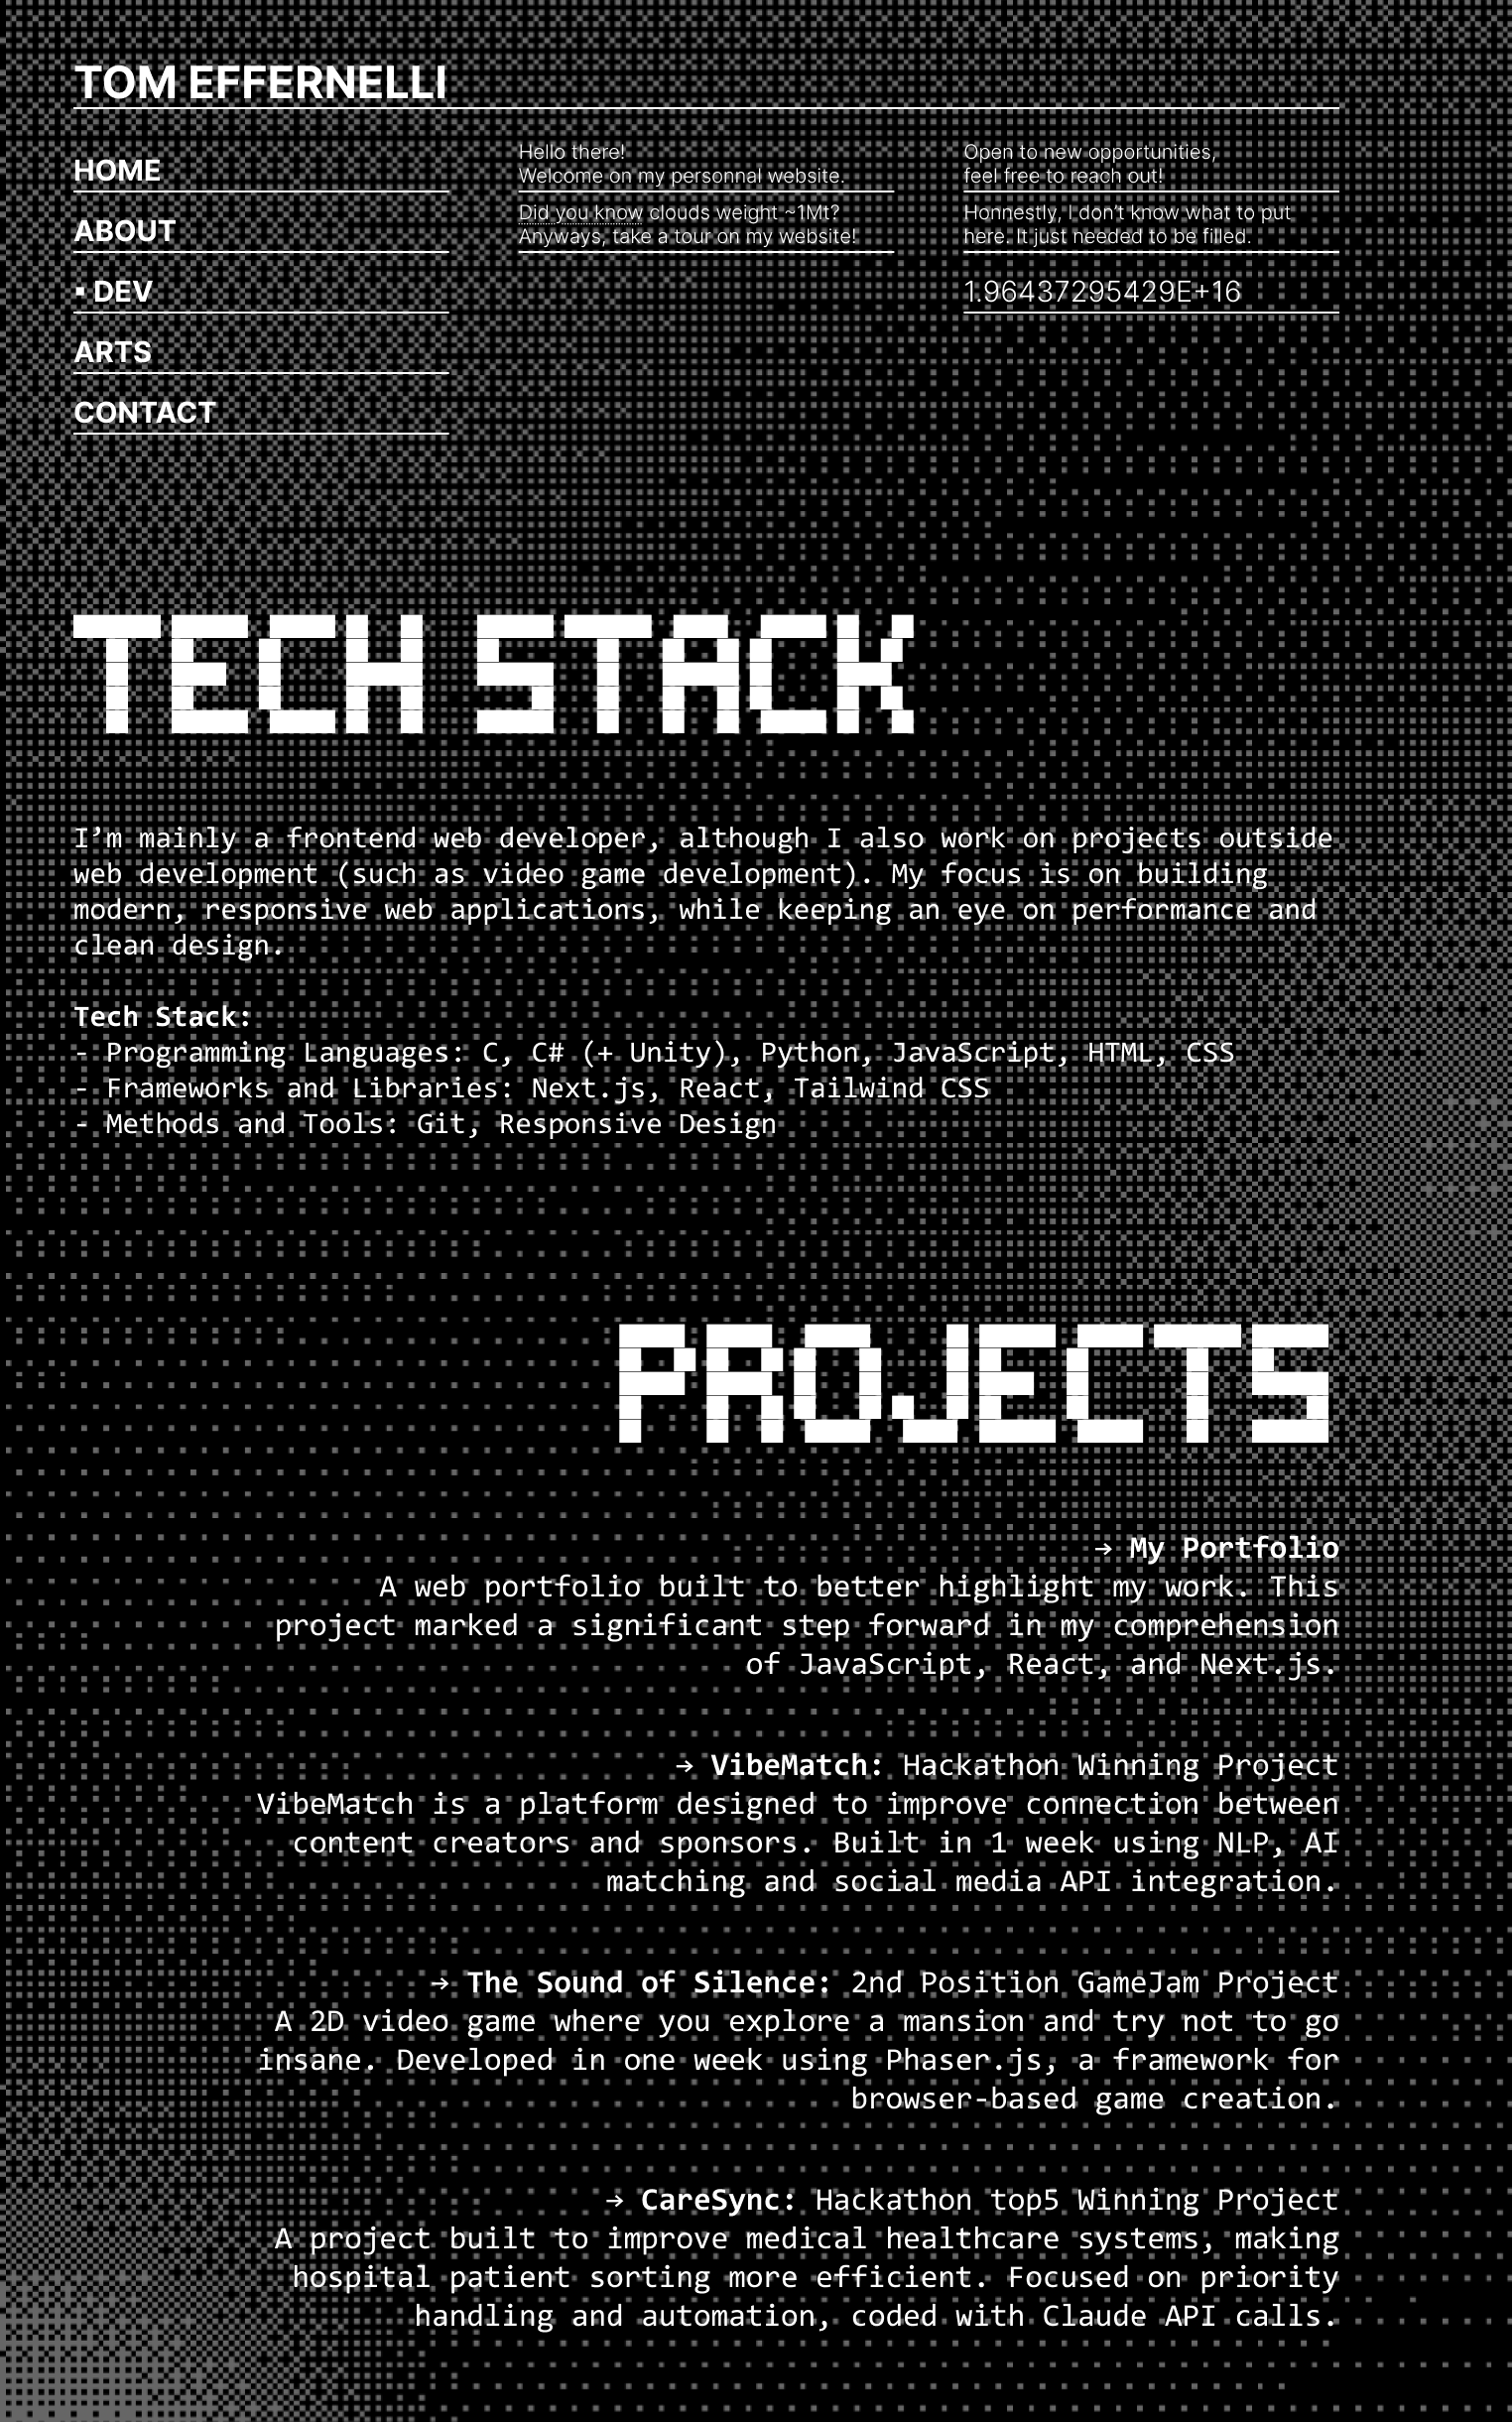 TOM EFFERNELLI
HOME
ABOUT
▪ DEV
ARTS
CONTACT
Hello there!
Welcome on my personnal website.
Did you know clouds weight ~1Mt?
Anyways, take a tour on my website!
Open to new opportunities,
feel free to reach out!
Honnestly, I don't know what to put
here. It just needed to be filled.
1.96437295429E+16
TECH STACK
I'm mainly a frontend web developer, although I also work on projects outside
web development (such as video game development). My focus is on building
modern, responsive web applications, while keeping an eye on performance and
clean design.
Tech Stack:
- Programming Languages: C, C# (+ Unity), Python, JavaScript, HTML, CSS
- Frameworks and Libraries: Next.js, React, Tailwind CSS
- Methods and Tools: Git, Responsive Design
PROJECTS
→ My Portfolio
A web portfolio built to better highlight my work. This
project marked a significant step forward in my comprehension
of JavaScript, React, and Next.js.
→ VibeMatch: Hackathon Winning Project
VibeMatch is a platform designed to improve connection between
content creators and sponsors. Built in 1 week using NLP, AI
matching and social media API integration.
→ The Sound of Silence: 2nd Position GameJam Project
A 2D video game where you explore a mansion and try not to go
insane. Developed in one week using Phaser.js, a framework for
browser-based game creation.
→ CareSync: Hackathon top5 Winning Project
A project built to improve medical healthcare systems, making
hospital patient sorting more efficient. Focused on priority
handling and automation, coded with Claude API calls.